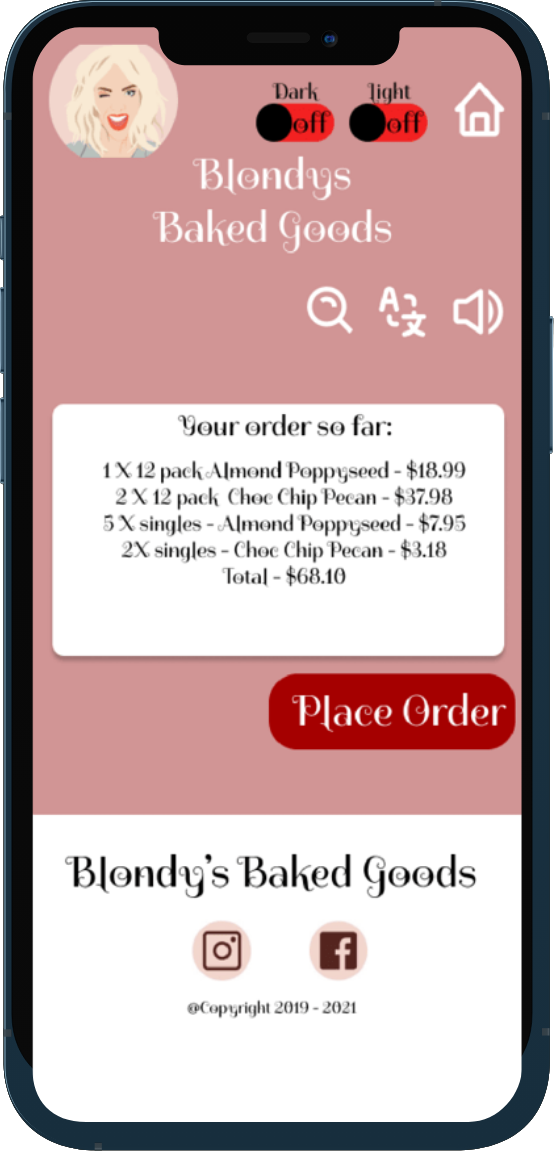 Dark Light
off off
Blondys
Baked Goods
A 文
Your order so far:
1 X 12 pack Almond Poppyseed - $18.99
2 X 12 pack Choc Chip Pecan - $37.98
5 X singles - Almond Poppyseed - $7.95
2X singles - Choc Chip Pecan - $3.18
Total - $68.10
Place Order
Blondy's Baked Goods
@Copyright 2019 - 2021